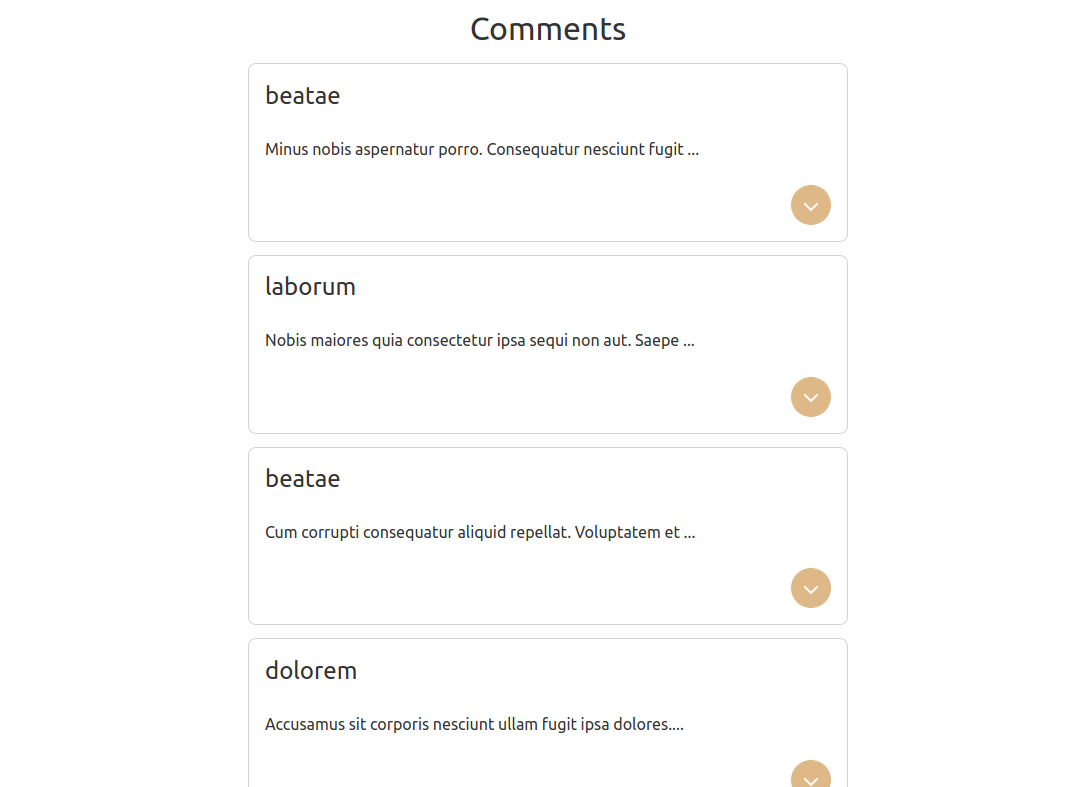 Comments
beatae
Minus nobis aspernatur porro. Consequatur nesciunt fugit ...
laborum
Nobis maiores quia consectetur ipsa sequi non aut. Saepe ...
beatae
Cum corrupti consequatur aliquid repellat. Voluptatem et ...
dolorem
Accusamus sit corporis nesciunt ullam fugit ipsa dolores....